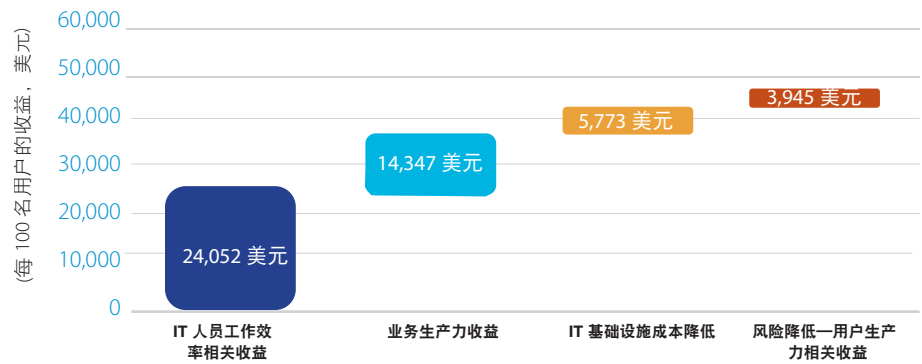 (每 100 名用户的收益，美元)
60,000
50,000
40,000
30,000
20,000
10,000
0
24,052 美元
14,347 美元
5,773 美元
3,945 美元
IT 人员工作效
率相关收益
业务生产力收益
IT 基础设施成本降低
风险降低—用户生产
力相关收益